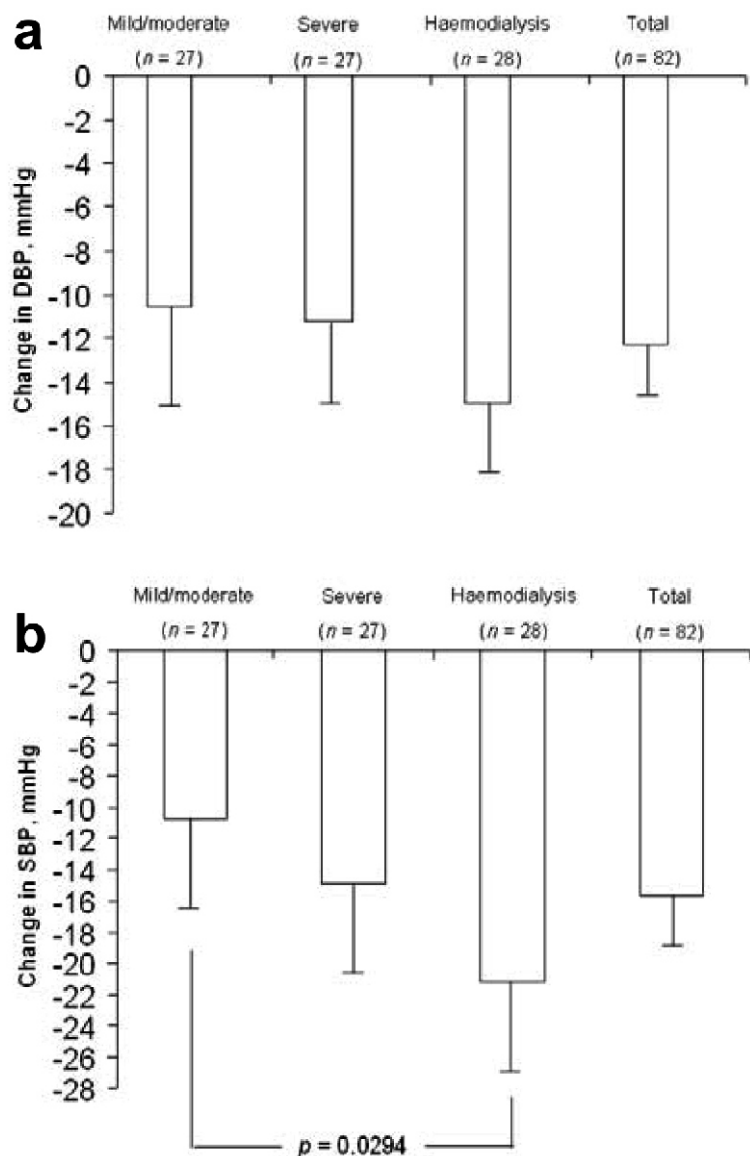 a
Mild/moderate Severe Haemodialysis Total
(n = 27) (n = 27) (n = 28) (n = 82)
Change in DBP, mmHg
0
-2
-4
-6
-8
-10
-12
-14
-16
-18
-20
b
Mild/moderate Severe Haemodialysis Total
(n = 27) (n = 27) (n = 28) (n = 82)
Change in SBP, mmHg
0
-2
-4
-6
-8
-10
-12
-14
-16
-18
-20
-22
-24
-26
-28
p = 0.0294